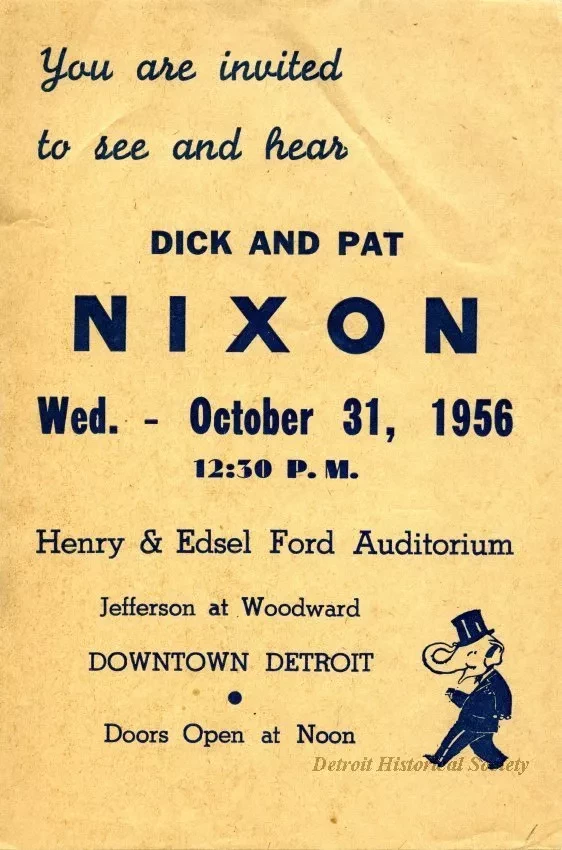 You are invited
to see and hear
DICK AND PAT
NIXON
Wed. - October 31, 1956
12:30 P. M.
Henry & Edsel Ford Auditorium
Jefferson at Woodward
DOWNTOWN DETROIT
Doors Open at Noon
Detroit Historical Society